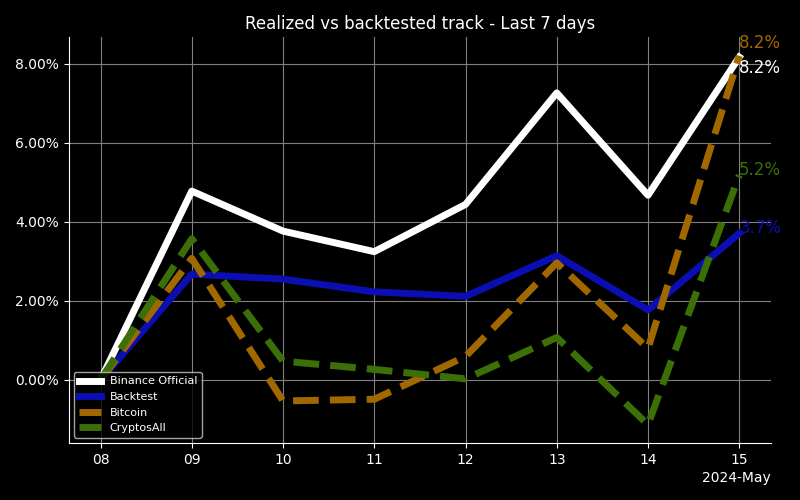 Realized vs backtested track - Last 7 days
8.2%
8.2%
5.2%
3.7%
8.00%
6.00%
4.00%
2.00%
0.00%
Binance Official
Backtest
Bitcoin
CryptosAll
08 09 10 11 12 13 14 15
2024-May